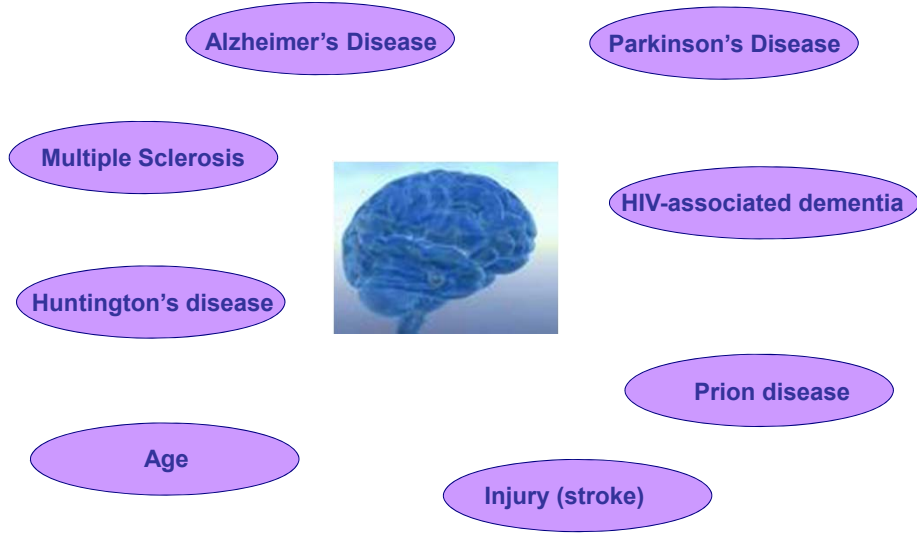 Alzheimer’s Disease
Parkinson’s Disease
Multiple Sclerosis
HIV-associated dementia
Huntington’s disease
Prion disease
Age
Injury (stroke)